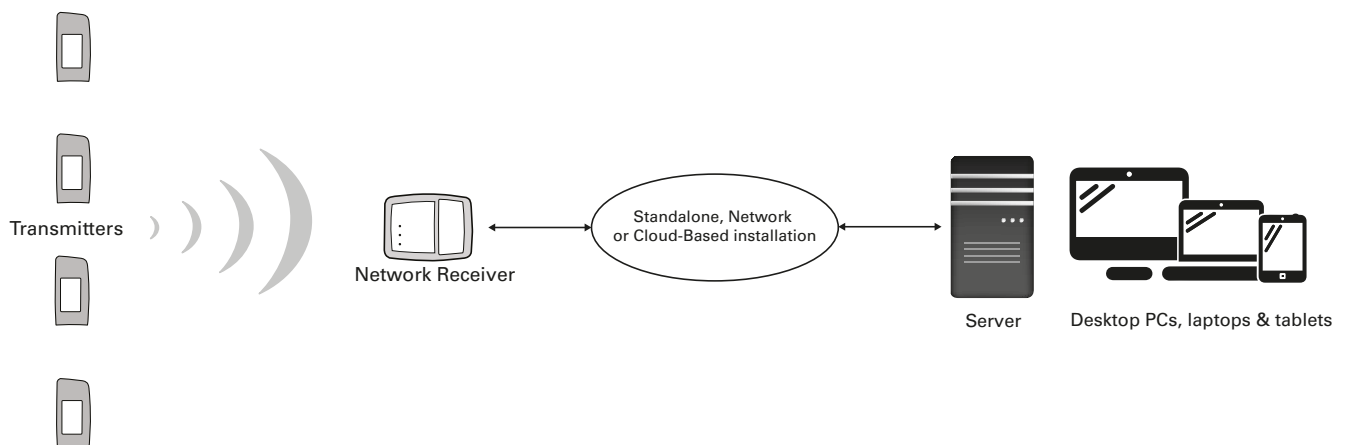 Transmitters
Network Receiver
Standalone, Network
or Cloud-Based installation
Server
Desktop PCs, laptops & tablets